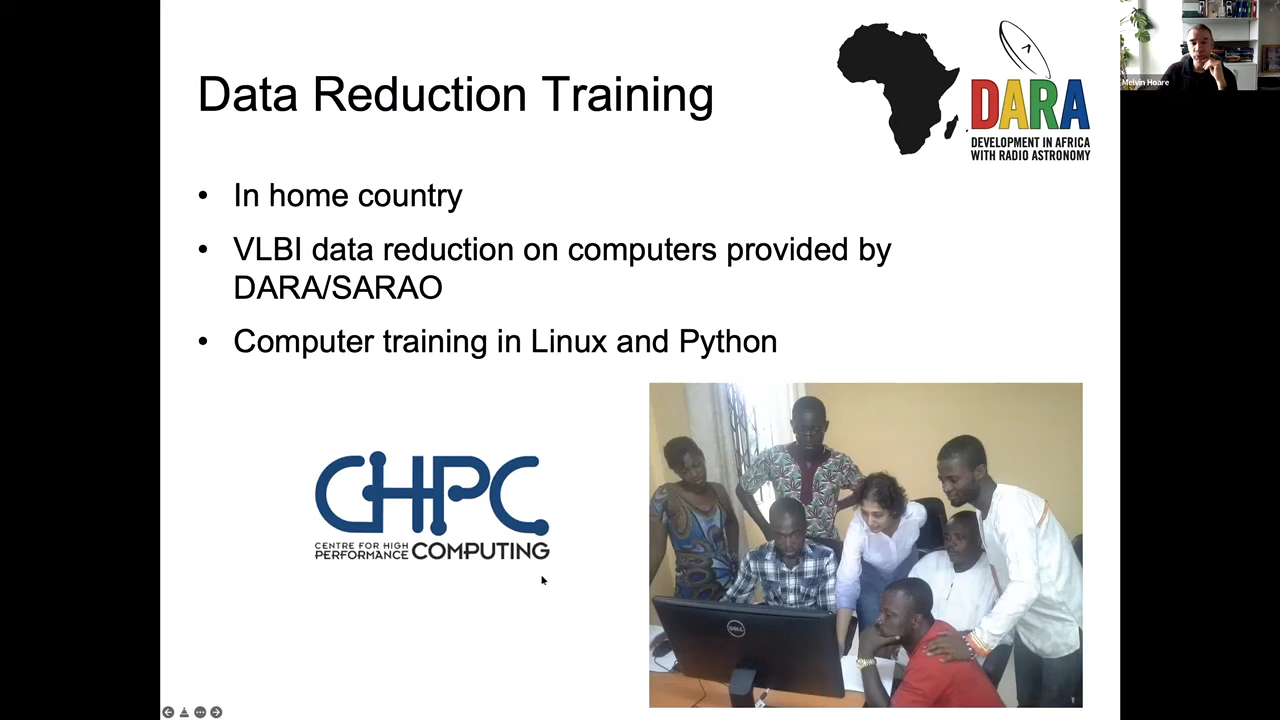 Data Reduction Training
DARA
DEVELOPMENT IN AFRICA
WITH RADIO ASTRONOMY
Melvin Hoare
• In home country
• VLBI data reduction on computers provided by
DARA/SARAO
• Computer training in Linux and Python
CHPC
CENTRE FOR HIGH
PERFORMANCE COMPUTING
DELL